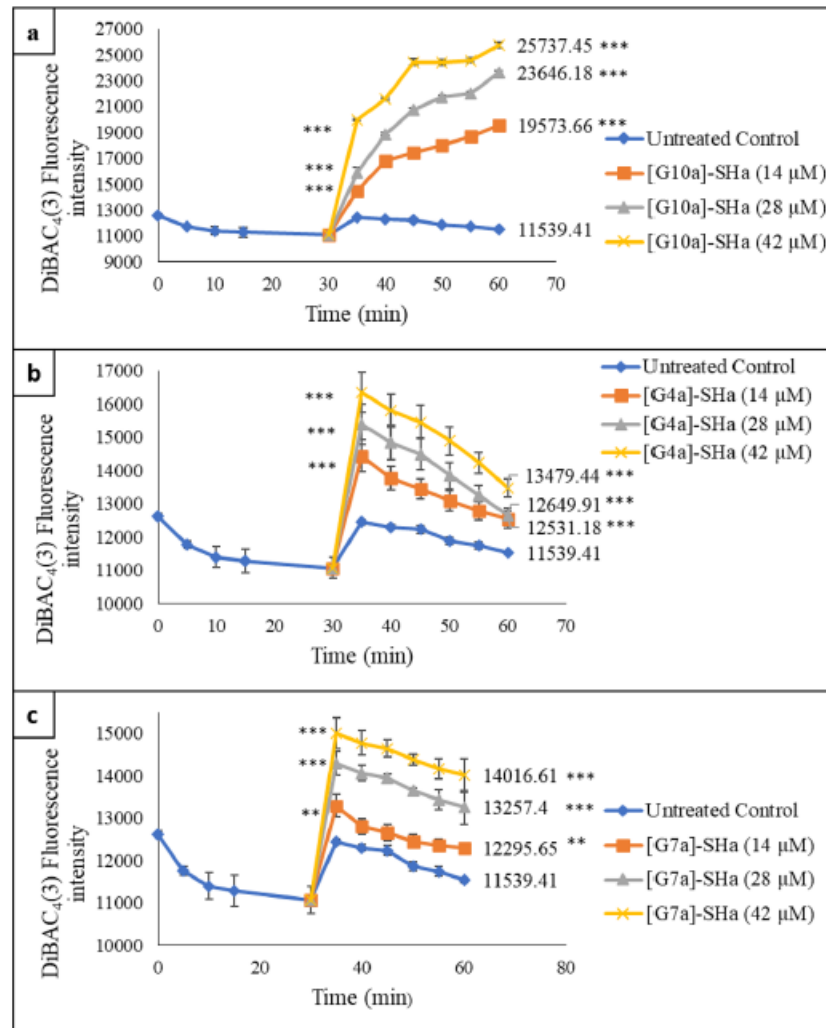 a
DiBAC₄(3) Fluorescence
intensity
27000
25000
23000
21000
19000
17000
15000
13000
11000
9000
0 10 20 30 40 50 60 70
Time (min)
***
***
***
25737.45 ***
23646.18 ***
19573.66 ***
11539.41
Untreated Control
[G10a]-SHa (14 μM)
[G10a]-SHa (28 μM)
[G10a]-SHa (42 μM)
b
DiBAC₄(3) Fluorescence
intensity
17000
16000
15000
14000
13000
12000
11000
10000
0 10 20 30 40 50 60 70
Time (min)
***
***
***
13479.44 ***
12649.91 ***
12531.18 ***
11539.41
Untreated Control
[G4a]-SHa (14 μM)
[G4a]-SHa (28 μM)
[G4a]-SHa (42 μM)
c
DiBAC₄(3) Fluorescence
intensity
15000
14000
13000
12000
11000
10000
0 20 40 60 80
Time (min)
***
***
**
14016.61 ***
13257.4 ***
12295.65 **
11539.41
Untreated Control
[G7a]-SHa (14 μM)
[G7a]-SHa (28 μM)
[G7a]-SHa (42 μM)